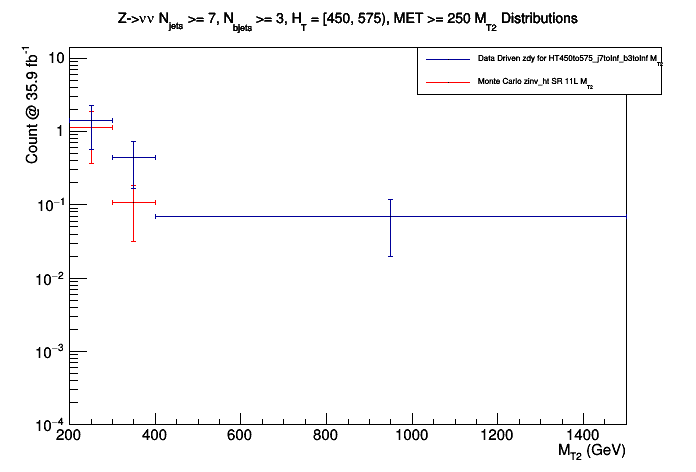 Z->νν N_jets >= 7, N_bjets >= 3, H_T = [450, 575), MET >= 250 M_T2 Distributions
Data Driven zdy for HT450to575_j7toInf_b3toInf M_T2
Monte Carlo zinv_ht SR 11L M_T2
Count @ 35.9 fb^-1
10
1
10^-1
10^-2
10^-3
10^-4
200 400 600 800 1000 1200 1400
M_T2 (GeV)